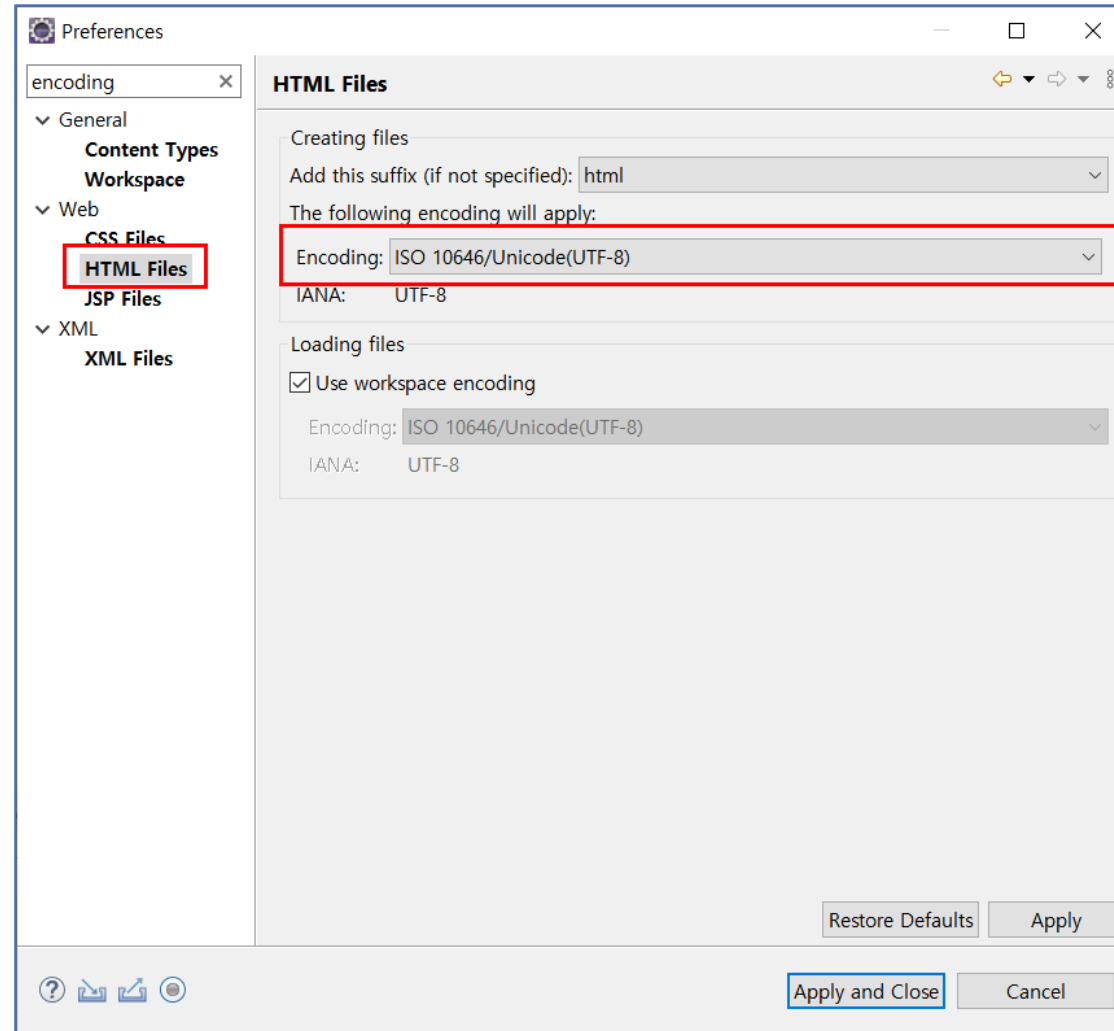 Preferences
encoding
General
Content Types
Workspace
Web
CSS Files
HTML Files
JSP Files
XML
XML Files
HTML Files
Creating files
Add this suffix (if not specified): html
The following encoding will apply:
Encoding: ISO 10646/Unicode(UTF-8)
IANA: UTF-8
Loading files
Use workspace encoding
Encoding: ISO 10646/Unicode(UTF-8)
IANA: UTF-8
Restore Defaults Apply
Apply and Close Cancel